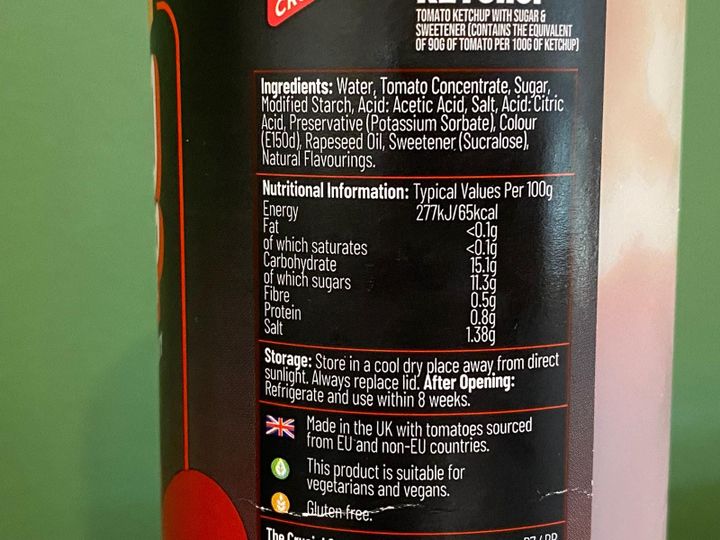 TOMATO KETCHUP WITH SUGAR &
SWEETENER (CONTAINS THE EQUIVALENT
OF 90G OF TOMATO PER 100G OF KETCHUP)
Ingredients: Water, Tomato Concentrate, Sugar,
Modified Starch, Acid: Acetic Acid, Salt, Acid: Citric
Acid, Preservative (Potassium Sorbate), Colour
(E150d), Rapeseed Oil, Sweetener (Sucralose),
Natural Flavourings.
Nutritional Information: Typical Values Per 100g
Energy 277kJ/65kcal
Fat <0.1g
of which saturates <0.1g
Carbohydrate 15.1g
of which sugars 11.3g
Fibre 0.5g
Protein 0.8g
Salt 1.38g
Storage: Store in a cool dry place away from direct
sunlight. Always replace lid. After Opening:
Refrigerate and use within 8 weeks.
Made in the UK with tomatoes sourced
from EU and non-EU countries.
This product is suitable for
vegetarians and vegans.
Gluten free.
The